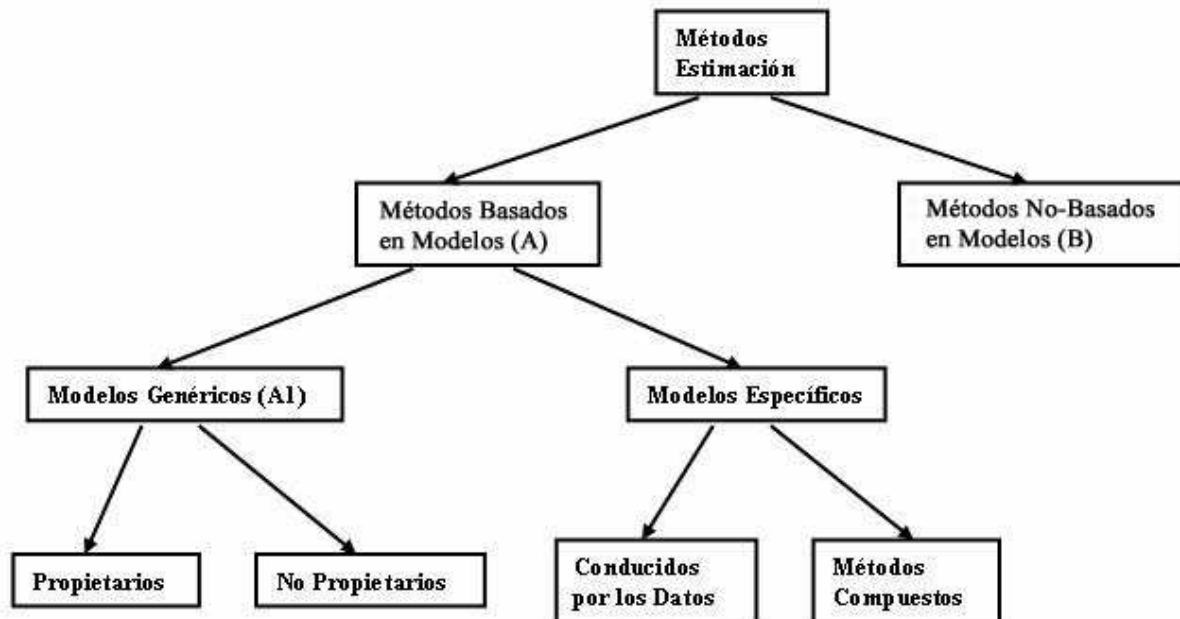 Métodos
Estimación
Métodos Basados
en Modelos (A)
Métodos No-Basados
en Modelos (B)
Modelos Genéricos (A1)
Modelos Específicos
Propietarios
No Propietarios
Conducidos
por los Datos
Métodos
Compuestos